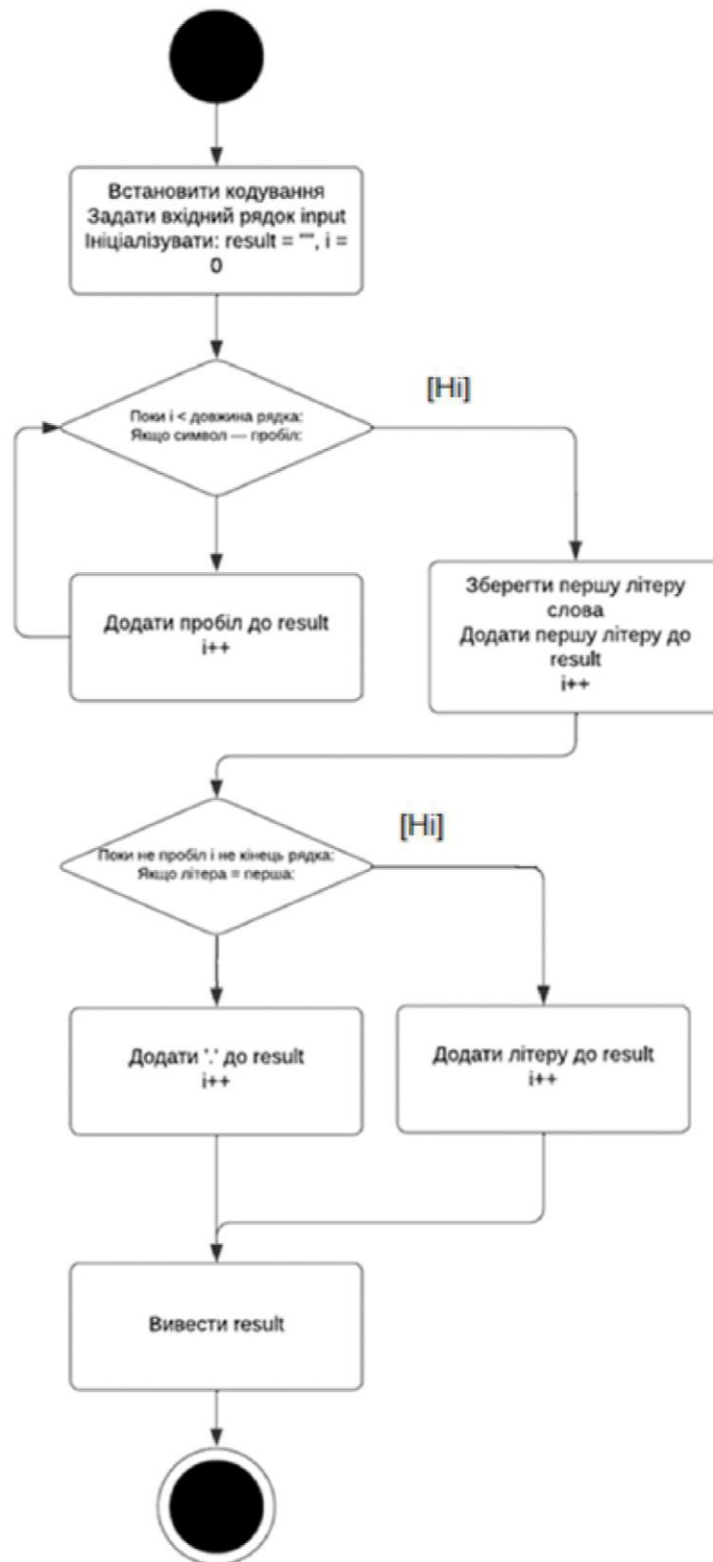 Встановити кодування
Задати вхідний рядок input
Ініціалізувати: result = "", i =
0
[Ні]
Поки i < довжина рядка:
Якщо символ — пробіл:
Додати пробіл до result
i++
Зберегти першу літеру
слова
Додати першу літеру до
result
i++
[Ні]
Поки не пробіл і не кінець рядка:
Якщо літера = перша:
Додати '.' до result
i++
Додати літеру до result
i++
Вивести result